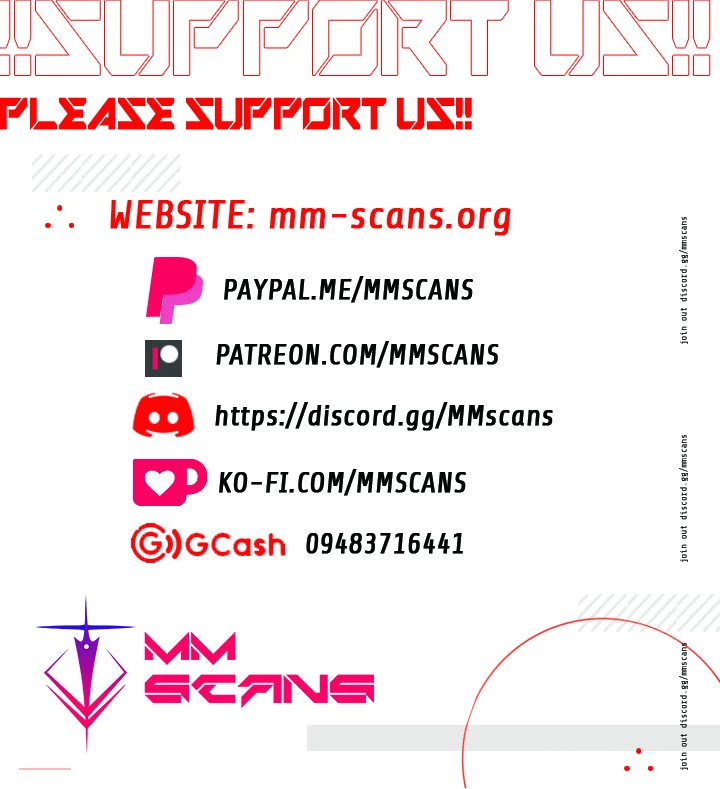 !!SUPPORT US!!
PLEASE SUPPORT US!!
WEBSITE: mm-scans.org
PAYPAL.ME/MMSCANS
PATREON.COM/MMSCANS
https://discord.gg/MMscans
KO-FI.COM/MMSCANS
GCash 09483716441
MM
SCANS
join out discord.gg/mmscans
join out discord.gg/mmscans
join out discord.gg/mmscans